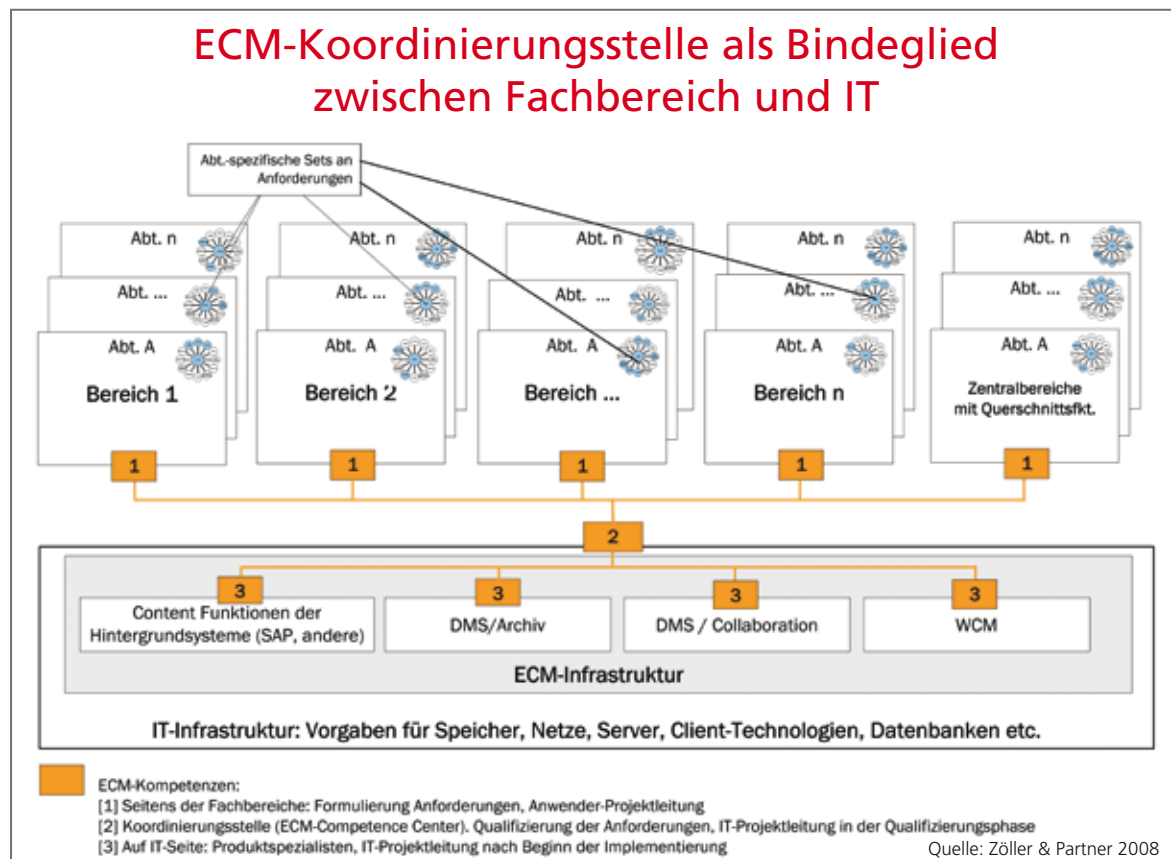 ECM-Koordinierungsstelle als Bindeglied
zwischen Fachbereich und IT
Abt.-spezifische Sets an
Anforderungen
Abt. n
Abt. ...
Abt. A
Bereich 1
Abt. n
Abt. ...
Abt. A
Bereich 2
Abt. n
Abt. ...
Abt. A
Bereich ...
Abt. n
Abt. ...
Abt. A
Bereich n
Abt. n
Abt. ...
Abt. A
Zentralbereiche
mit Querschnittsfkt.
1
1
1
1
1
2
3
3
3
3
Content Funktionen der
Hintergrundsysteme (SAP, andere)
DMS/Archiv
DMS / Collaboration
WCM
ECM-Infrastruktur
IT-Infrastruktur: Vorgaben für Speicher, Netze, Server, Client-Technologien, Datenbanken etc.
ECM-Kompetenzen:
[1] Seitens der Fachbereiche: Formulierung Anforderungen, Anwender-Projektleitung
[2] Koordinierungsstelle (ECM-Competence Center). Qualifizierung der Anforderungen, IT-Projektleitung in der Qualifizierungsphase
[3] Auf IT-Seite: Produktspezialisten, IT-Projektleitung nach Beginn der Implementierung
Quelle: Zöller & Partner 2008